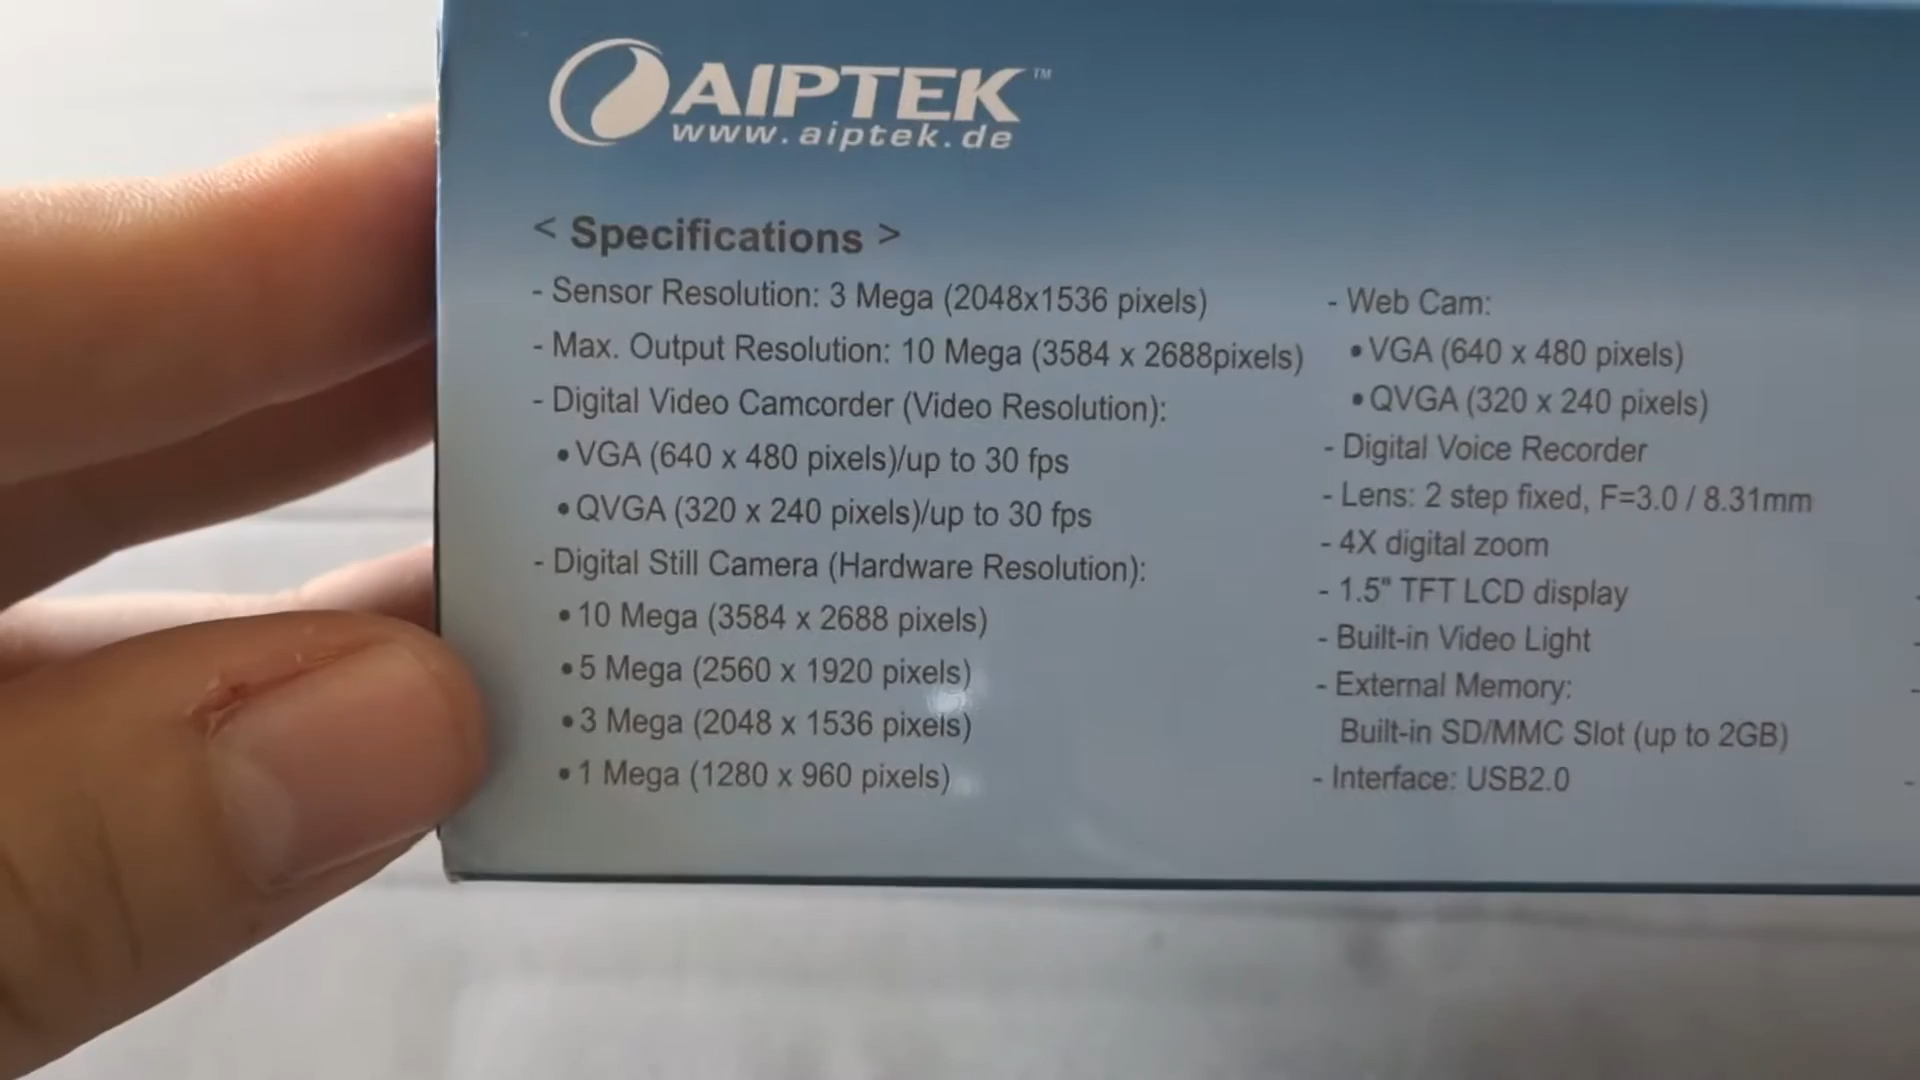 AIPTEK™
www.aiptek.de
< Specifications >
- Sensor Resolution: 3 Mega (2048x1536 pixels)
- Max. Output Resolution: 10 Mega (3584 x 2688pixels)
- Digital Video Camcorder (Video Resolution):
•VGA (640 x 480 pixels)/up to 30 fps
•QVGA (320 x 240 pixels)/up to 30 fps
- Digital Still Camera (Hardware Resolution):
•10 Mega (3584 x 2688 pixels)
•5 Mega (2560 x 1920 pixels)
•3 Mega (2048 x 1536 pixels)
•1 Mega (1280 x 960 pixels)
- Web Cam:
•VGA (640 x 480 pixels)
•QVGA (320 x 240 pixels)
- Digital Voice Recorder
- Lens: 2 step fixed, F=3.0 / 8.31mm
- 4X digital zoom
- 1.5" TFT LCD display
- Built-in Video Light
- External Memory:
Built-in SD/MMC Slot (up to 2GB)
- Interface: USB2.0